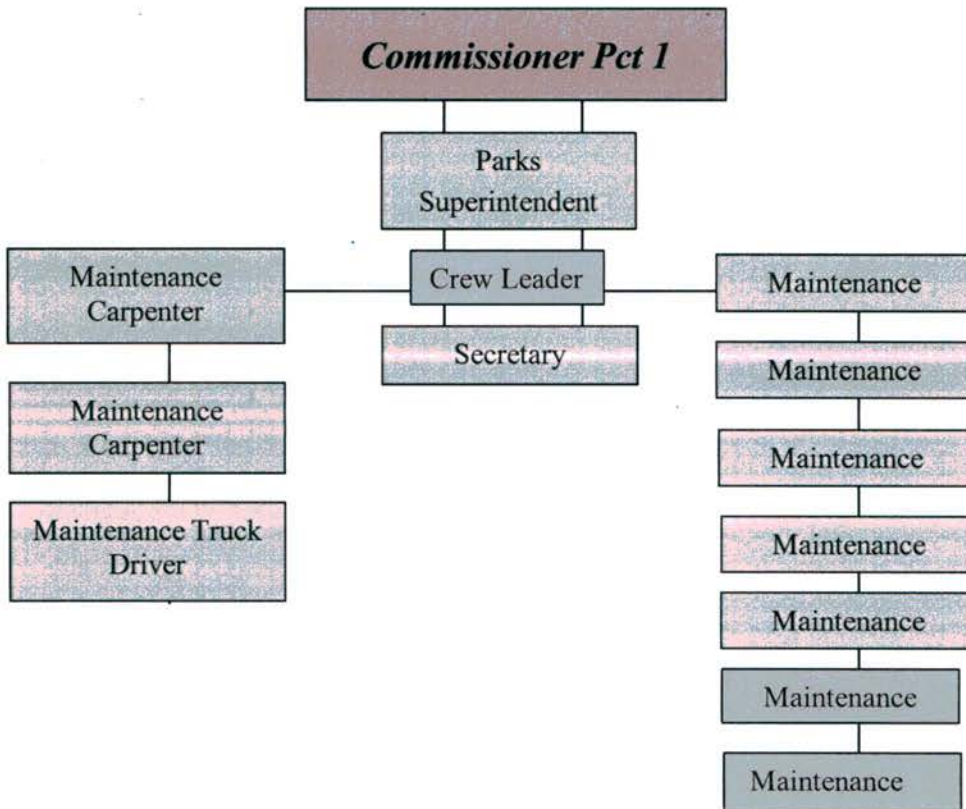 Commissioner Pct 1
Parks
Superintendent
Crew Leader
Secretary
Maintenance
Carpenter
Maintenance
Carpenter
Maintenance Truck
Driver
Maintenance
Maintenance
Maintenance
Maintenance
Maintenance
Maintenance
Maintenance